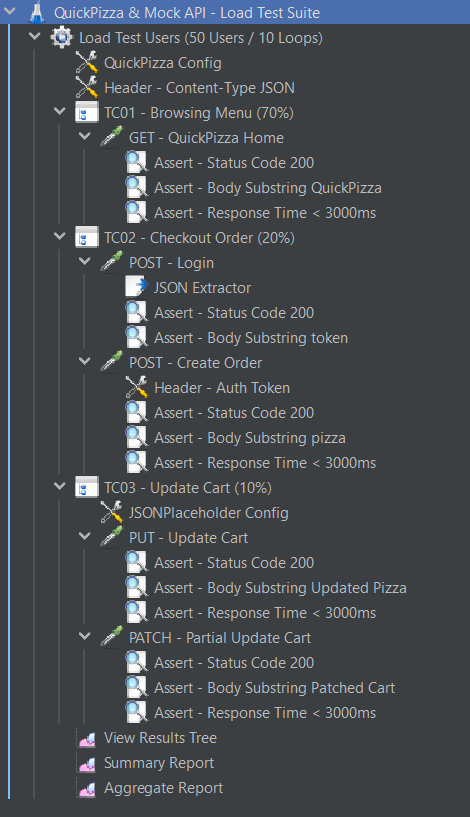 QuickPizza & Mock API - Load Test Suite
Load Test Users (50 Users / 10 Loops)
QuickPizza Config
Header - Content-Type JSON
TC01 - Browsing Menu (70%)
GET - QuickPizza Home
Assert - Status Code 200
Assert - Body Substring QuickPizza
Assert - Response Time < 3000ms
TC02 - Checkout Order (20%)
POST - Login
JSON Extractor
Assert - Status Code 200
Assert - Body Substring token
POST - Create Order
Header - Auth Token
Assert - Status Code 200
Assert - Body Substring pizza
Assert - Response Time < 3000ms
TC03 - Update Cart (10%)
JSONPlaceholder Config
PUT - Update Cart
Assert - Status Code 200
Assert - Body Substring Updated Pizza
Assert - Response Time < 3000ms
PATCH - Partial Update Cart
Assert - Status Code 200
Assert - Body Substring Patched Cart
Assert - Response Time < 3000ms
View Results Tree
Summary Report
Aggregate Report